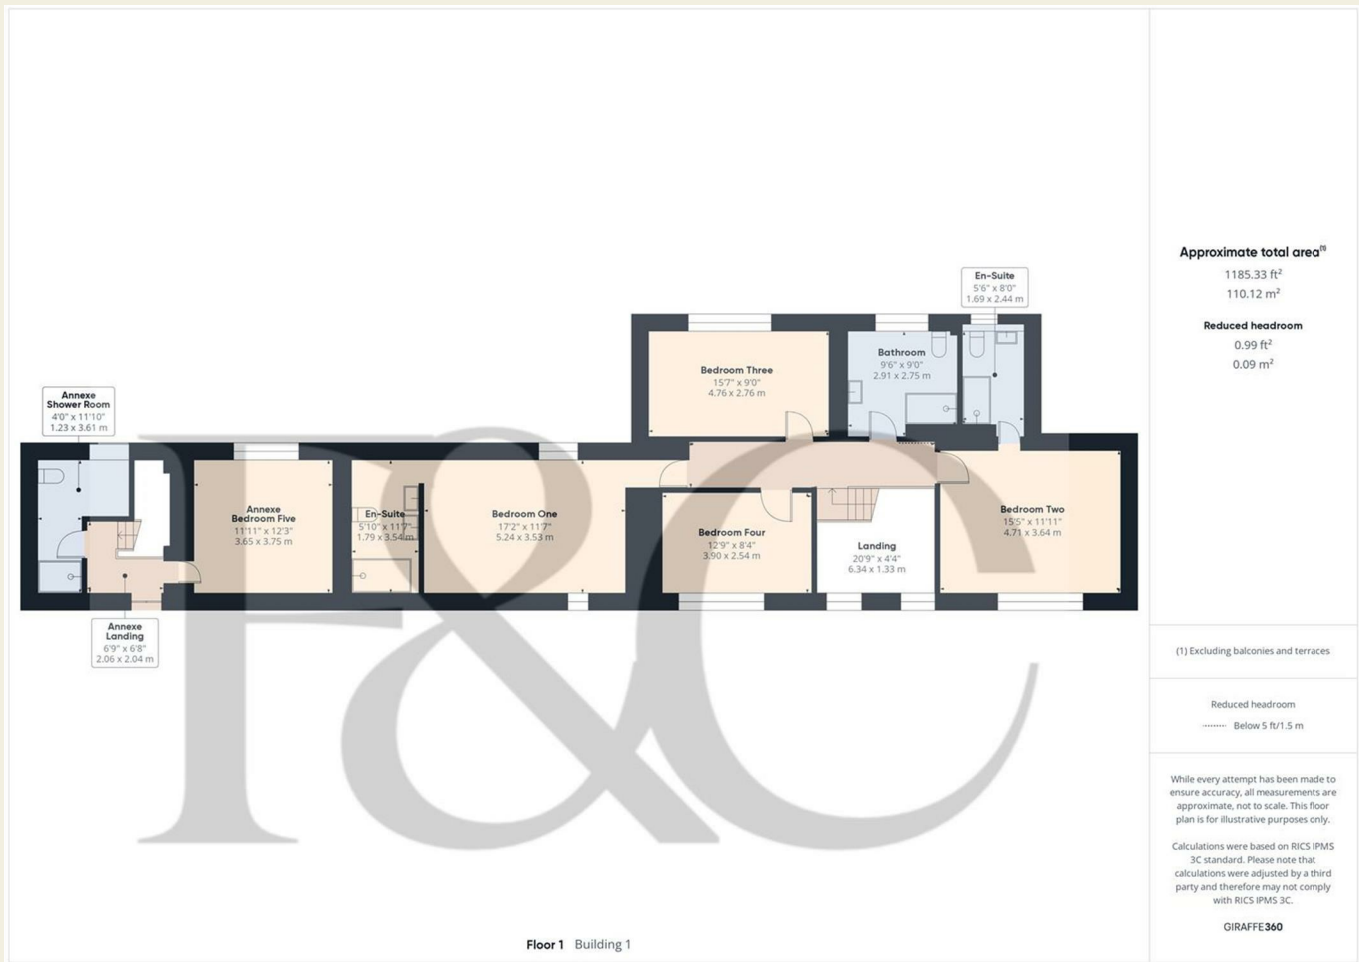 En-Suite
5'6" x 8'0"
1.69 x 2.44 m
Bedroom Three
15'7" x 9'0"
4.76 x 2.76 m
Bathroom
9'6" x 9'0"
2.91 x 2.75 m
Annexe
Shower Room
4'0" x 11'10"
1.23 x 3.61 m
Annexe
Bedroom Five
11'11" x 12'3"
3.65 x 3.75 m
En-Suite
5'10" x 11'7"
1.79 x 3.54 m
Bedroom One
17'2" x 11'7"
5.24 x 3.53 m
Bedroom Four
12'9" x 8'4"
3.90 x 2.54 m
Landing
20'9" x 4'4"
6.34 x 1.33 m
Bedroom Two
15'5" x 11'11"
4.71 x 3.64 m
Annexe
Landing
6'9" x 6'8"
2.06 x 2.04 m
F&C
Floor 1 Building 1
Approximate total area(1)
1185.33 ft²
110.12 m²
Reduced headroom
0.99 ft²
0.09 m²
(1) Excluding balconies and terraces
Reduced headroom
Below 5 ft/1.5 m
While every attempt has been made to
ensure accuracy, all measurements are
approximate, not to scale. This floor
plan is for illustrative purposes only.
Calculations were based on RICS IPMS
3C standard. Please note that
calculations were adjusted by a third
party and therefore may not comply
with RICS IPMS 3C.
GIRAFFE360